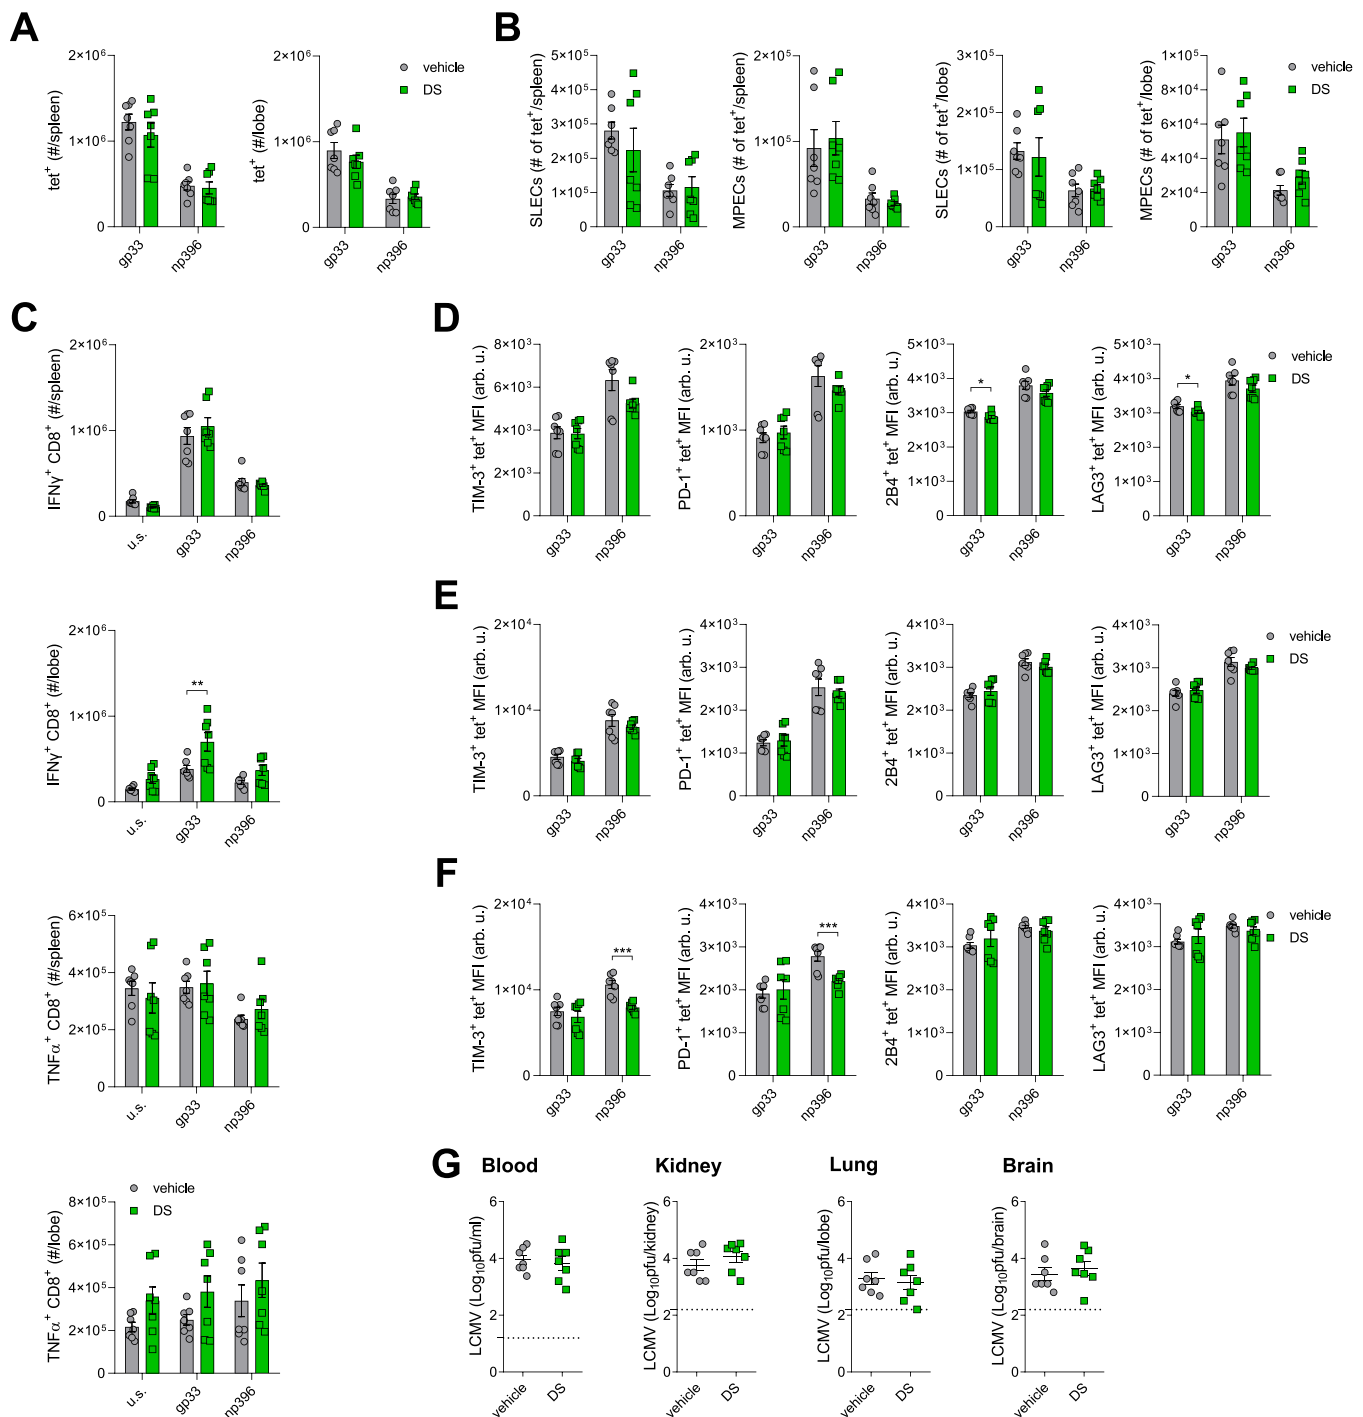 A
tet⁺ (#/spleen)
2×10⁶
1×10⁶
0
gp33
np396
tet⁺ (#/lobe)
2×10⁶
1×10⁶
0
gp33
np396
vehicle
DS
B
SLECs (# of tet⁺/spleen)
5×10⁵
4×10⁵
3×10⁵
2×10⁵
1×10⁵
0
gp33
np396
MPECs (# of tet⁺/spleen)
2×10⁵
1×10⁵
0
gp33
np396
SLECs (# of tet⁺/lobe)
3×10⁵
2×10⁵
1×10⁵
0
gp33
np396
MPECs (# of tet⁺/lobe)
1×10⁵
8×10⁴
6×10⁴
4×10⁴
2×10⁴
0
gp33
np396
vehicle
DS
C
IFNγ⁺ CD8⁺ (#/spleen)
2×10⁶
1×10⁶
0
u.s.
gp33
np396
IFNγ⁺ CD8⁺ (#/lobe)
2×10⁶
1×10⁶
0
**
u.s.
gp33
np396
TNFα⁺ CD8⁺ (#/spleen)
6×10⁵
4×10⁵
2×10⁵
0
u.s.
gp33
np396
TNFα⁺ CD8⁺ (#/lobe)
8×10⁵
6×10⁵
4×10⁵
2×10⁵
0
vehicle
DS
u.s.
gp33
np396
D
TIM-3⁺ tet⁺ MFI (arb. u.)
8×10³
6×10³
4×10³
2×10³
0
gp33
np396
PD-1⁺ tet⁺ MFI (arb. u.)
2×10³
1×10³
0
gp33
np396
2B4⁺ tet⁺ MFI (arb. u.)
5×10³
4×10³
3×10³
2×10³
1×10³
0
*
gp33
np396
LAG3⁺ tet⁺ MFI (arb. u.)
5×10³
4×10³
3×10³
2×10³
1×10³
0
*
gp33
np396
vehicle
DS
E
TIM-3⁺ tet⁺ MFI (arb. u.)
2×10⁴
1×10⁴
0
gp33
np396
PD-1⁺ tet⁺ MFI (arb. u.)
4×10³
3×10³
2×10³
1×10³
0
gp33
np396
2B4⁺ tet⁺ MFI (arb. u.)
4×10³
3×10³
2×10³
1×10³
0
gp33
np396
LAG3⁺ tet⁺ MFI (arb. u.)
4×10³
3×10³
2×10³
1×10³
0
gp33
np396
vehicle
DS
F
TIM-3⁺ tet⁺ MFI (arb. u.)
2×10⁴
1×10⁴
0
***
gp33
np396
PD-1⁺ tet⁺ MFI (arb. u.)
4×10³
3×10³
2×10³
1×10³
0
***
gp33
np396
2B4⁺ tet⁺ MFI (arb. u.)
4×10³
3×10³
2×10³
1×10³
0
gp33
np396
LAG3⁺ tet⁺ MFI (arb. u.)
4×10³
3×10³
2×10³
1×10³
0
gp33
np396
vehicle
DS
G
Blood
LCMV (Log₁₀pfu/ml)
6
4
2
0
vehicle
DS
Kidney
LCMV (Log₁₀pfu/kidney)
6
4
2
0
vehicle
DS
Lung
LCMV (Log₁₀pfu/lobe)
6
4
2
0
vehicle
DS
Brain
LCMV (Log₁₀pfu/brain)
6
4
2
0
vehicle
DS